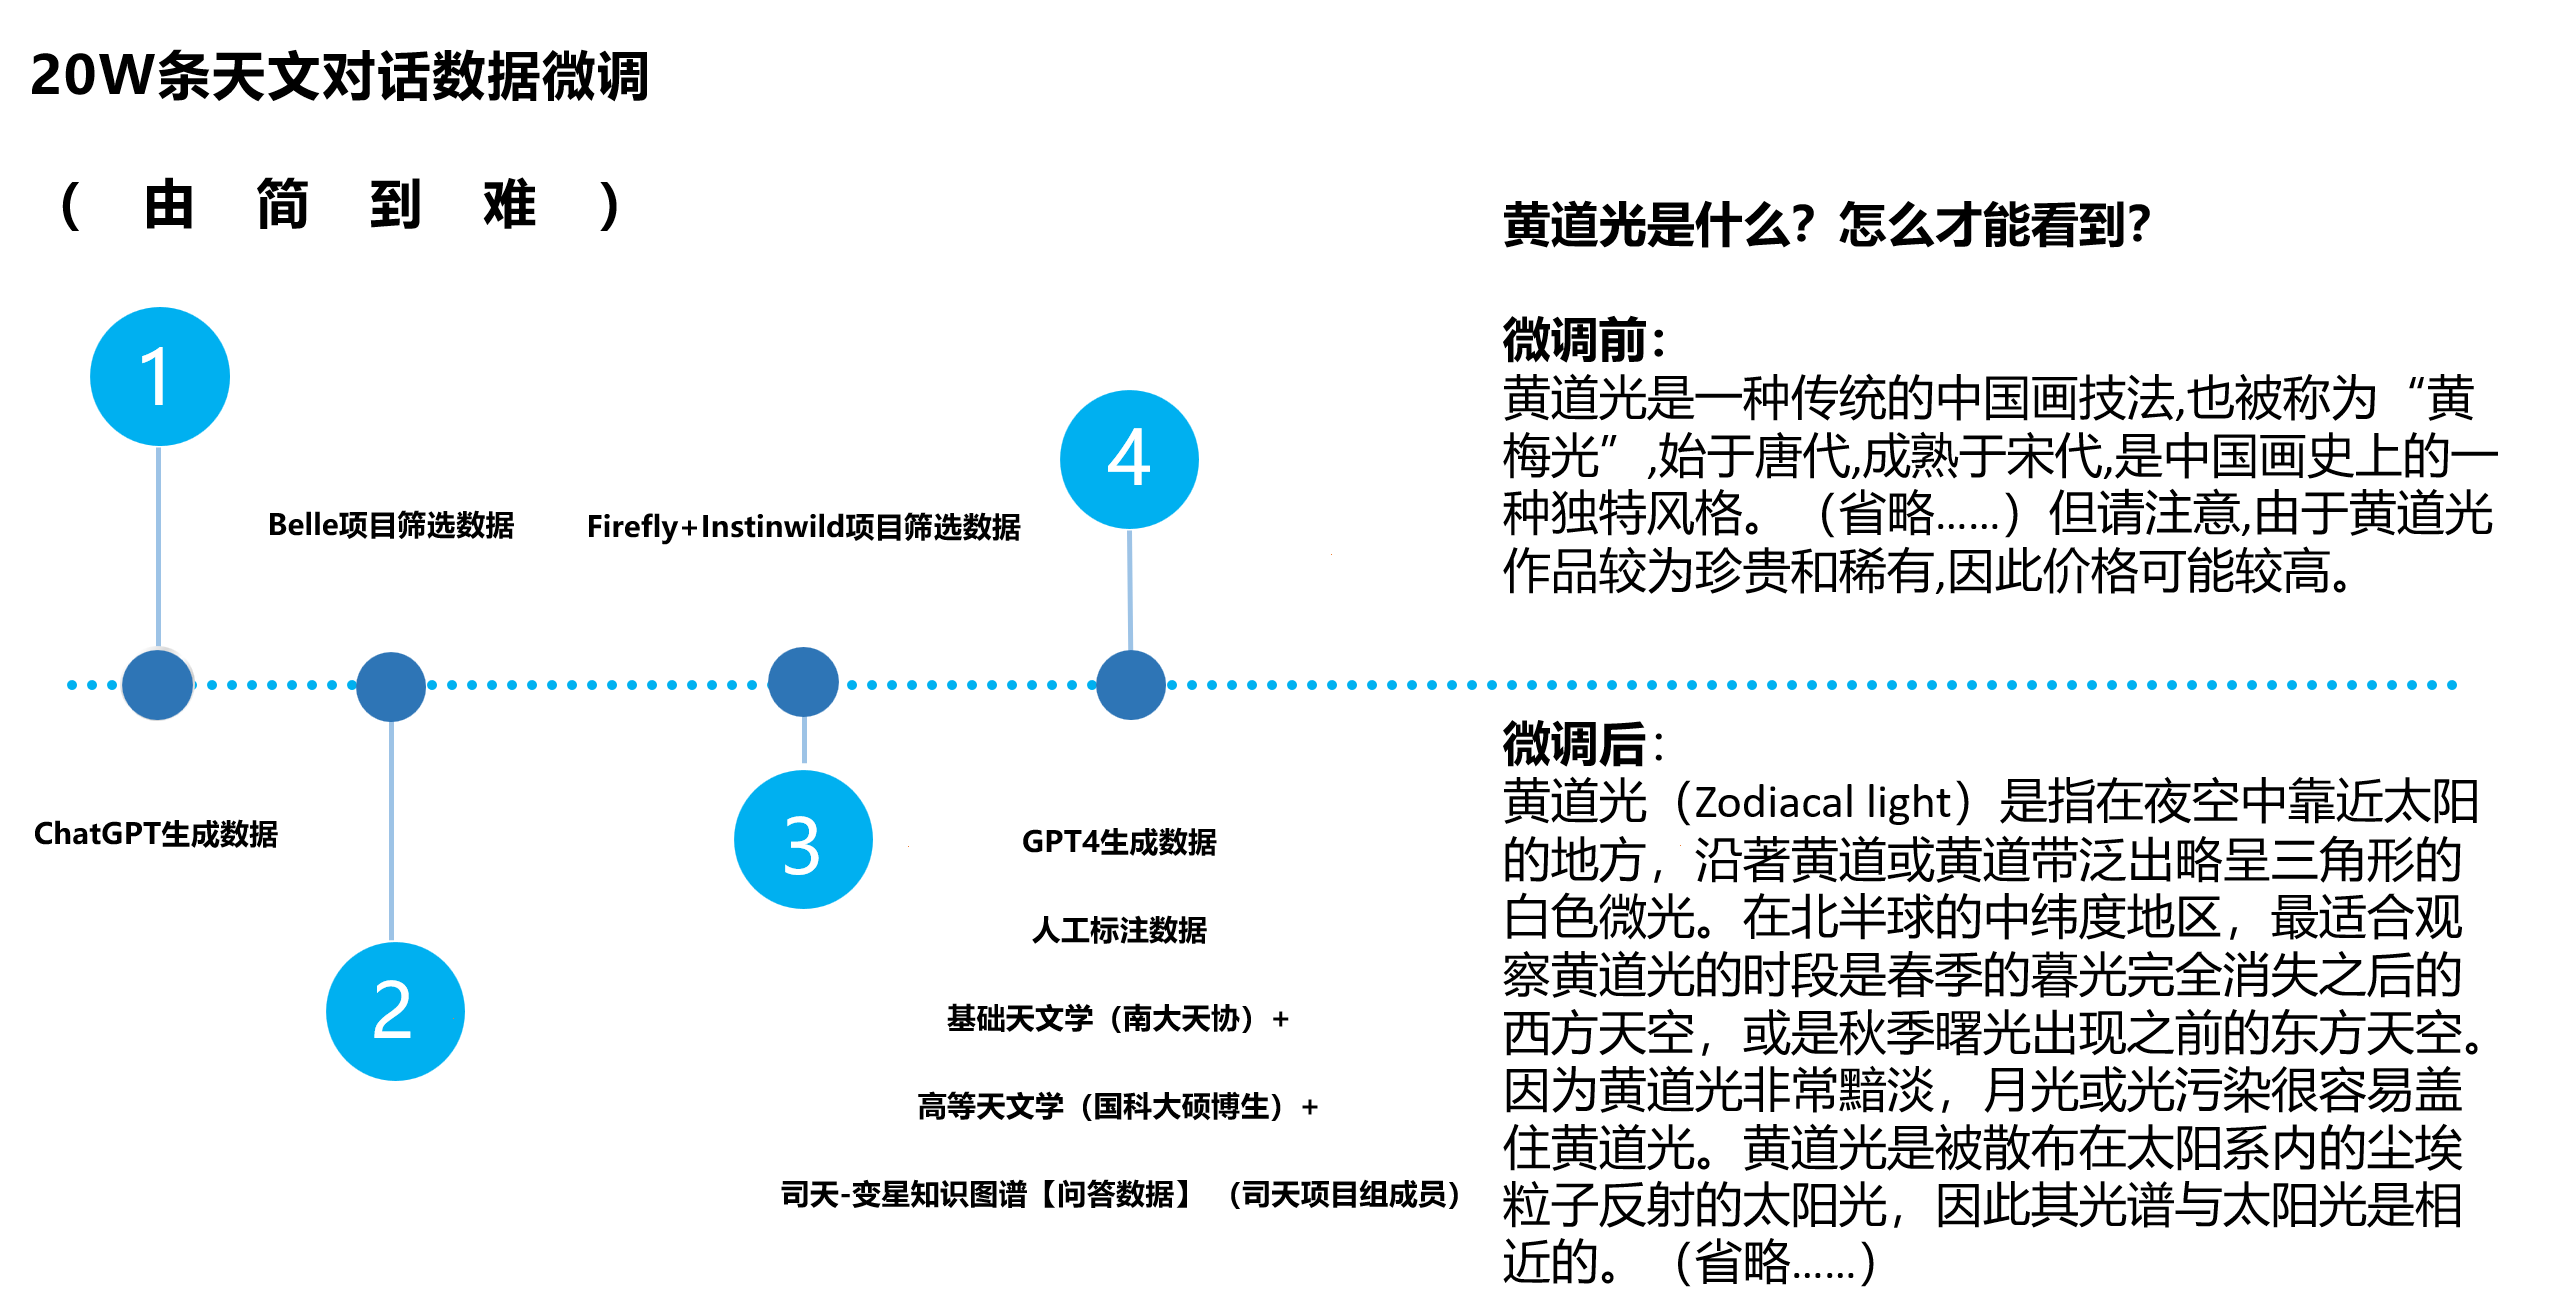 20W条天文对话数据微调
（由简到难）
1
ChatGPT生成数据
Belle项目筛选数据
2
Firefly+Instinwild项目筛选数据
3
4
GPT4生成数据
人工标注数据
基础天文学（南大天协）+
高等天文学（国科大硕博生）+
司天-变星知识图谱【问答数据】（司天项目组成员）
黄道光是什么？怎么才能看到？
微调前：
黄道光是一种传统的中国画技法,也被称为“黄
梅光”,始于唐代,成熟于宋代,是中国画史上的一
种独特风格。（省略……）但请注意,由于黄道光
作品较为珍贵和稀有,因此价格可能较高。
微调后：
黄道光（Zodiacal light）是指在夜空中靠近太阳
的地方，沿著黄道或黄道带泛出略呈三角形的
白色微光。在北半球的中纬度地区，最适合观
察黄道光的时段是春季的暮光完全消失之后的
西方天空，或是秋季曙光出现之前的东方天空。
因为黄道光非常黯淡，月光或光污染很容易盖
住黄道光。黄道光是被散布在太阳系内的尘埃
粒子反射的太阳光，因此其光谱与太阳光是相
近的。（省略……）